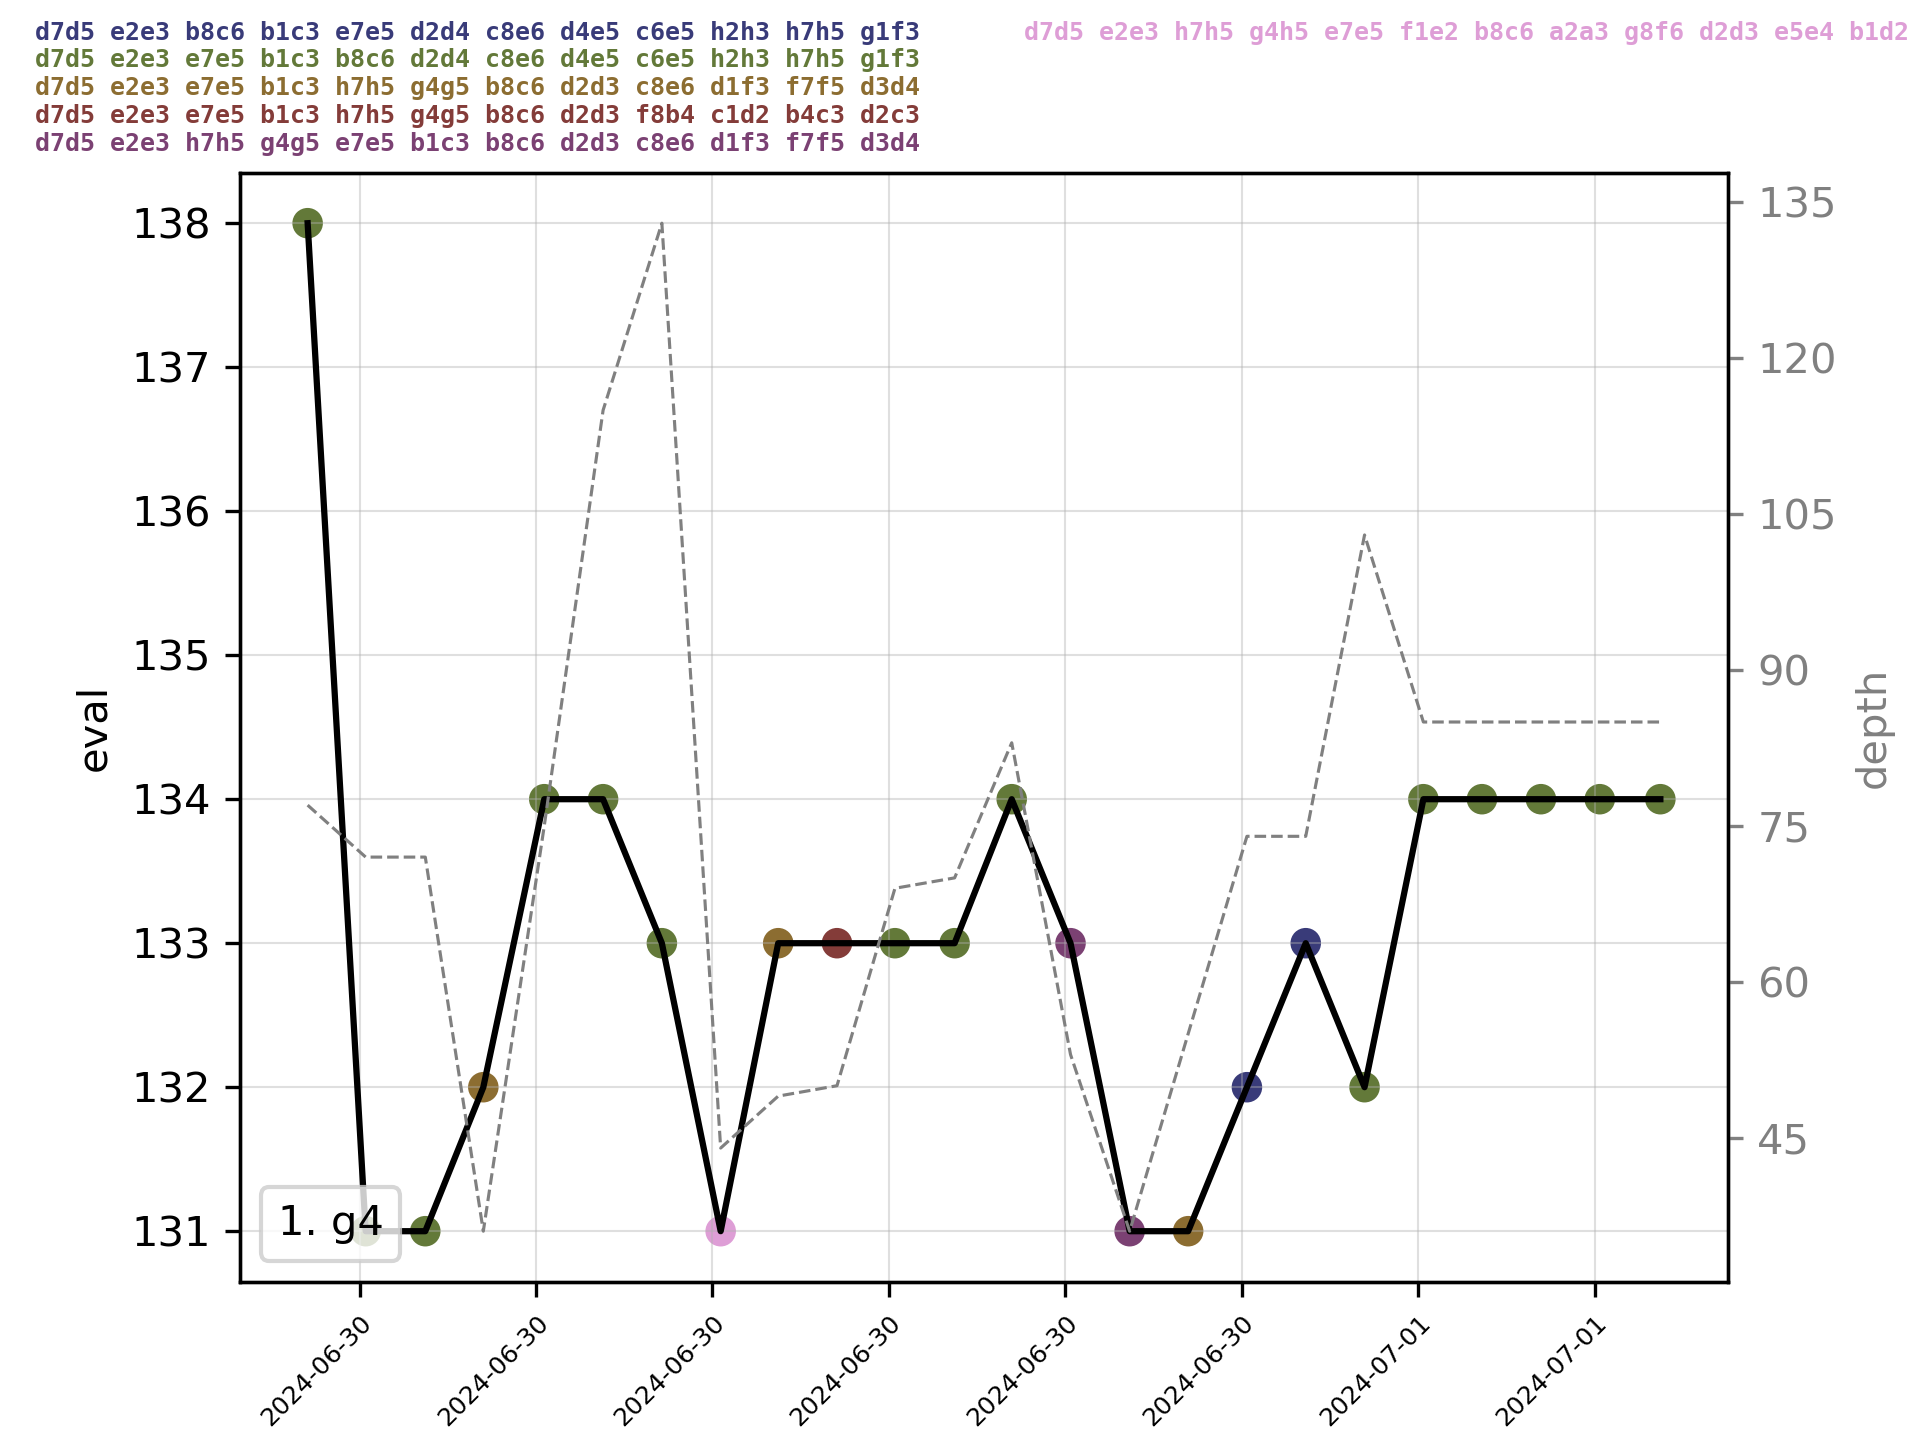 d7d5 e2e3 b8c6 b1c3 e7e5 d2d4 c8e6 d4e5 c6e5 h2h3 h7h5 g1f3
d7d5 e2e3 e7e5 b1c3 b8c6 d2d4 c8e6 d4e5 c6e5 h2h3 h7h5 g1f3
d7d5 e2e3 e7e5 b1c3 h7h5 g4g5 b8c6 d2d3 c8e6 d1f3 f7f5 d3d4
d7d5 e2e3 e7e5 b1c3 h7h5 g4g5 b8c6 d2d3 f8b4 c1d2 b4c3 d2c3
d7d5 e2e3 h7h5 g4g5 e7e5 b1c3 b8c6 d2d3 c8e6 d1f3 f7f5 d3d4
d7d5 e2e3 h7h5 g4h5 e7e5 f1e2 b8c6 a2a3 g8f6 d2d3 e5e4 b1d2
138
137
136
135
134
133
132
131
eval
135
120
105
90
75
60
45
depth
1. g4
2024-06-30
2024-06-30
2024-06-30
2024-06-30
2024-06-30
2024-06-30
2024-07-01
2024-07-01